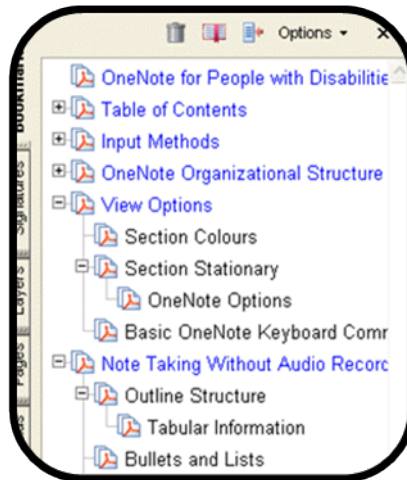 Options
OneNote for People with Disabilitie
Table of Contents
Input Methods
OneNote Organizational Structure
View Options
Section Colours
Section Stationary
OneNote Options
Basic OneNote Keyboard Comm
Note Taking Without Audio Recorc
Outline Structure
Tabular Information
Bullets and Lists
Signatures
Layers
Pages